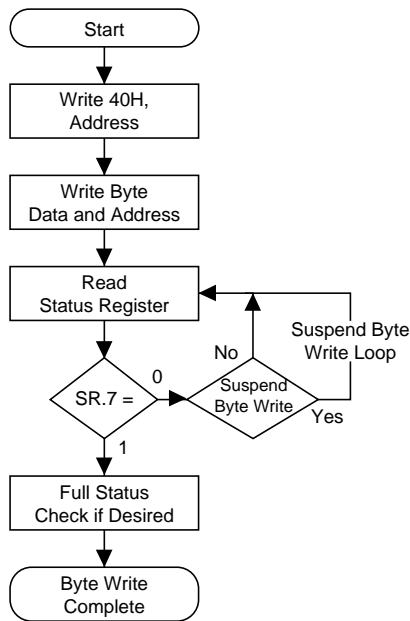 Start
Write 40H,
Address
Write Byte
Data and Address
Read
Status Register
Suspend Byte
Write Loop
No
0
SR.7 =
Suspend
Byte Write
Yes
1
Full Status
Check if Desired
Byte Write
Complete